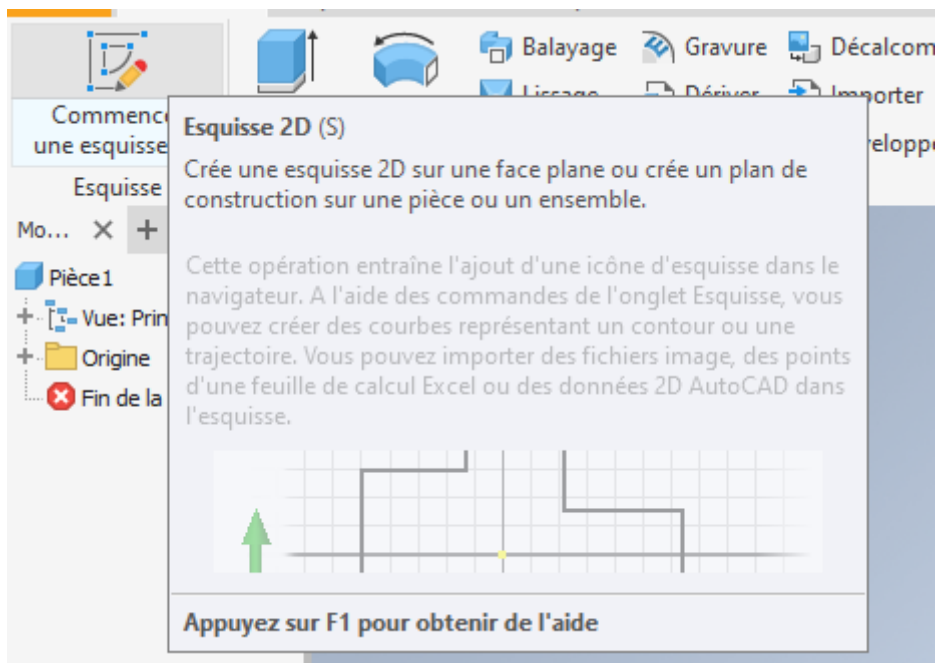 Balayage
Gravure
Décalcom
Importer
Commenc
une esquisse
Esquisse
Esquisse 2D (S)
Crée une esquisse 2D sur une face plane ou crée un plan de
construction sur une pièce ou un ensemble.
Cette opération entraîne l'ajout d'une icône d'esquisse dans le
navigateur. A l'aide des commandes de l'onglet Esquisse, vous
pouvez créer des courbes représentant un contour ou une
trajectoire. Vous pouvez importer des fichiers image, des points
d'une feuille de calcul Excel ou des données 2D AutoCAD dans
l'esquisse.
Appuyez sur F1 pour obtenir de l'aide
Mo...
Pièce1
Vue: Prin
Origine
Fin de la